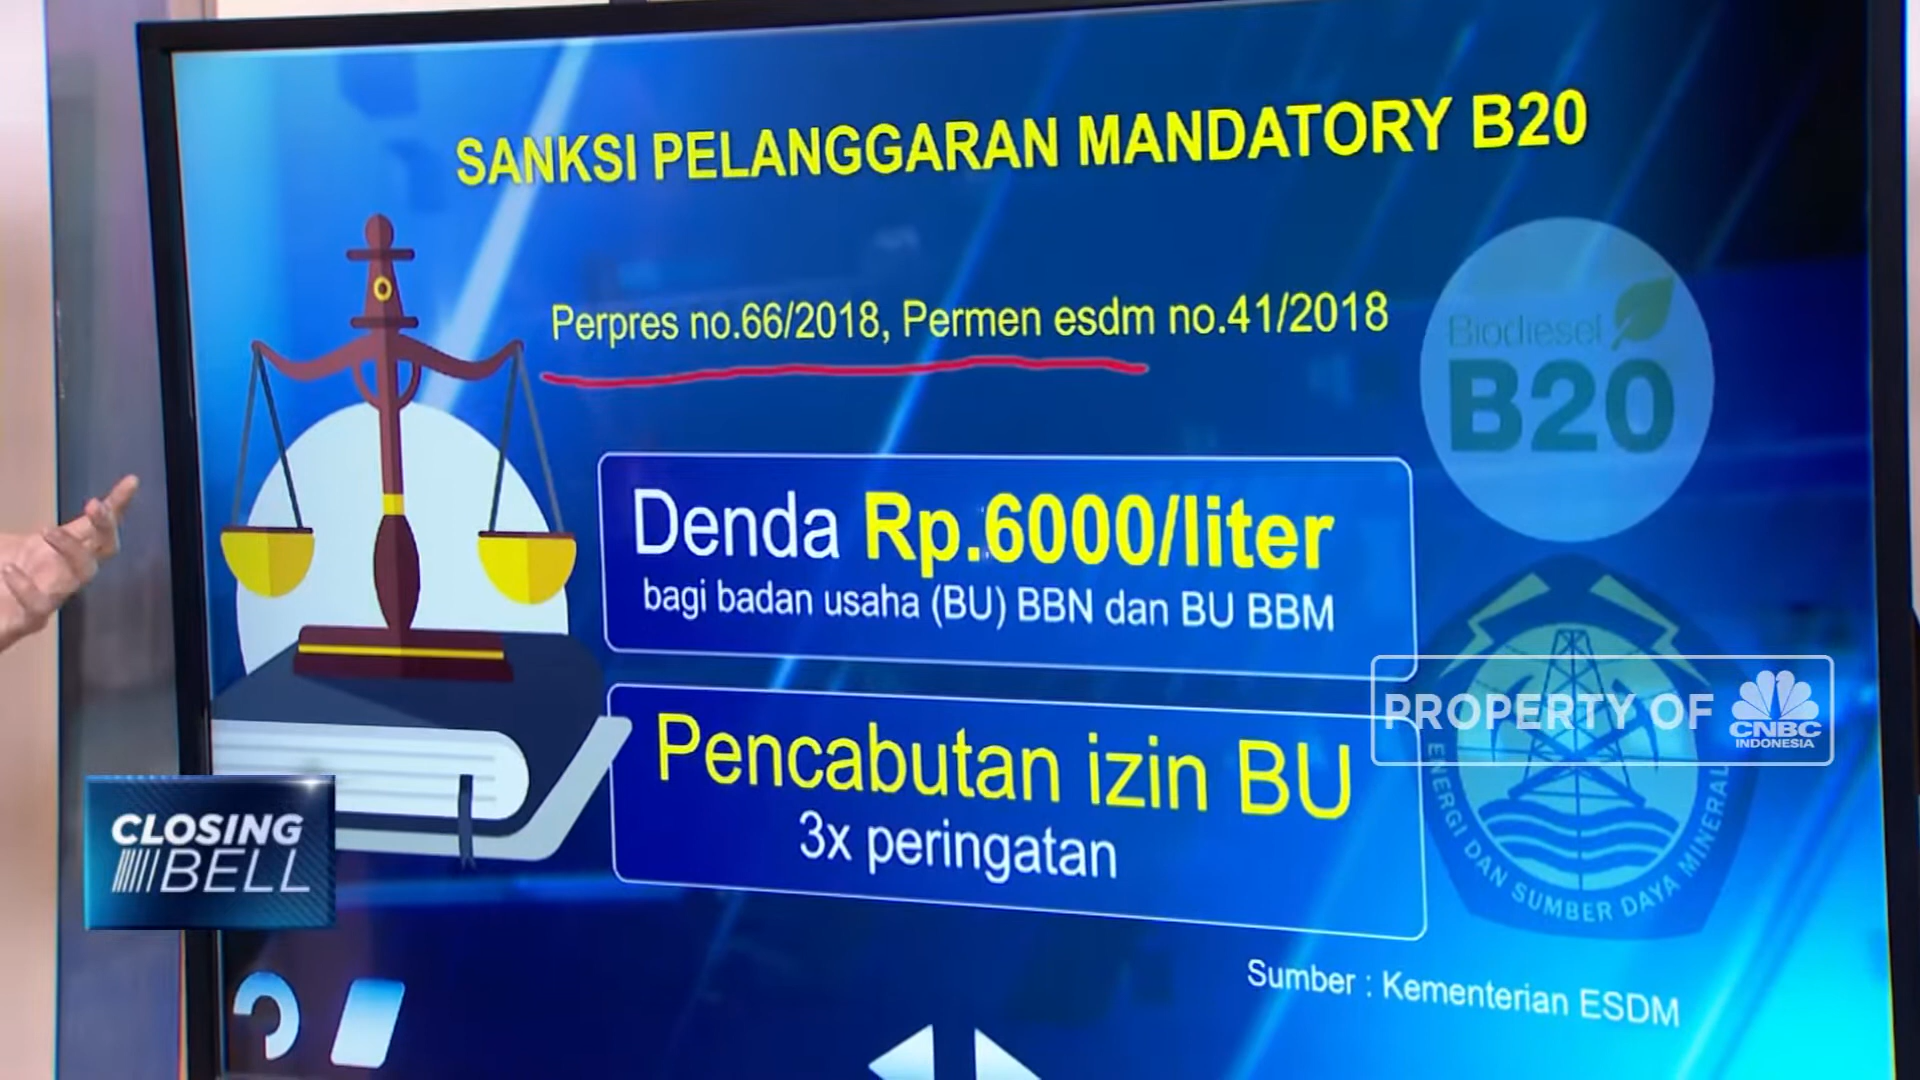 SANKSI PELANGGARAN MANDATORY B20
Perpres no.66/2018, Permen esdm no.41/2018
Biodiesel
B20
Denda Rp.6000/liter
bagi badan usaha (BU) BBN dan BU BBM
PROPERTY OF CNBC INDONESIA
Pencabutan izin BU
3x peringatan
ENERGI DAN SUMBER DAYA MINERAL
CLOSING
BELL
Sumber : Kementerian ESDM